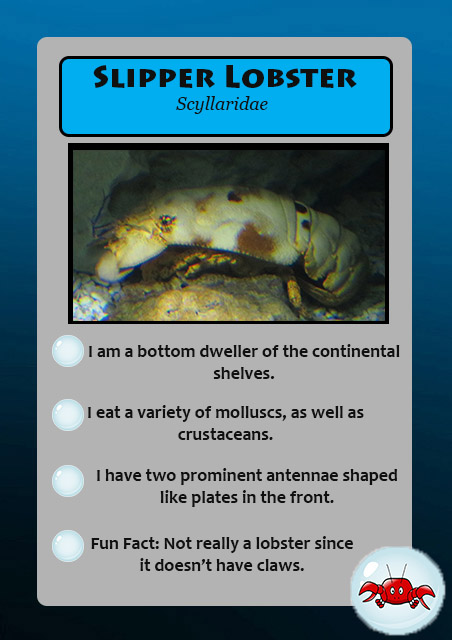 Slipper Lobster
Scyllaridae
I am a bottom dweller of the continental
shelves.
I eat a variety of molluscs, as well as
crustaceans.
I have two prominent antennae shaped
like plates in the front.
Fun Fact: Not really a lobster since
it doesn't have claws.